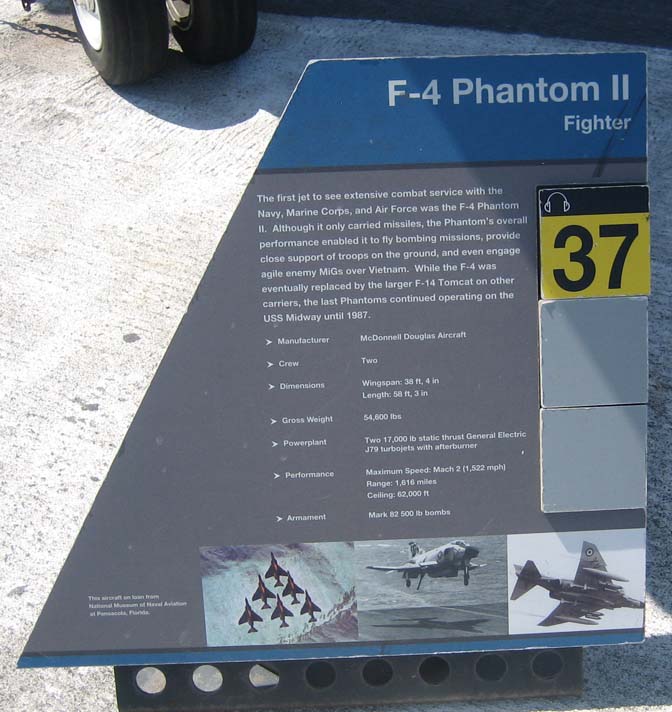 F-4 Phantom II
Fighter
The first jet to see extensive combat service with the
Navy, Marine Corps, and Air Force was the F-4 Phantom
II. Although it only carried missiles, the Phantom's overall
performance enabled it to fly bombing missions, provide
close support of troops on the ground, and even engage
agile enemy MiGs over Vietnam. While the F-4 was
eventually replaced by the larger F-14 Tomcat on other
carriers, the last Phantoms continued operating on the
USS Midway until 1987.
37
➤ Manufacturer McDonnell Douglas Aircraft
➤ Crew Two
➤ Dimensions Wingspan: 38 ft, 4 in
Length: 58 ft, 3 in
➤ Gross Weight 54,600 lbs
➤ Powerplant Two 17,000 lb static thrust General Electric
J79 turbojets with afterburner
➤ Performance Maximum Speed: Mach 2 (1,522 mph)
Range: 1,616 miles
Ceiling: 62,000 ft
➤ Armament Mark 82 500 lb bombs
This aircraft on loan from
National Museum of Naval Aviation
at Pensacola, Florida.